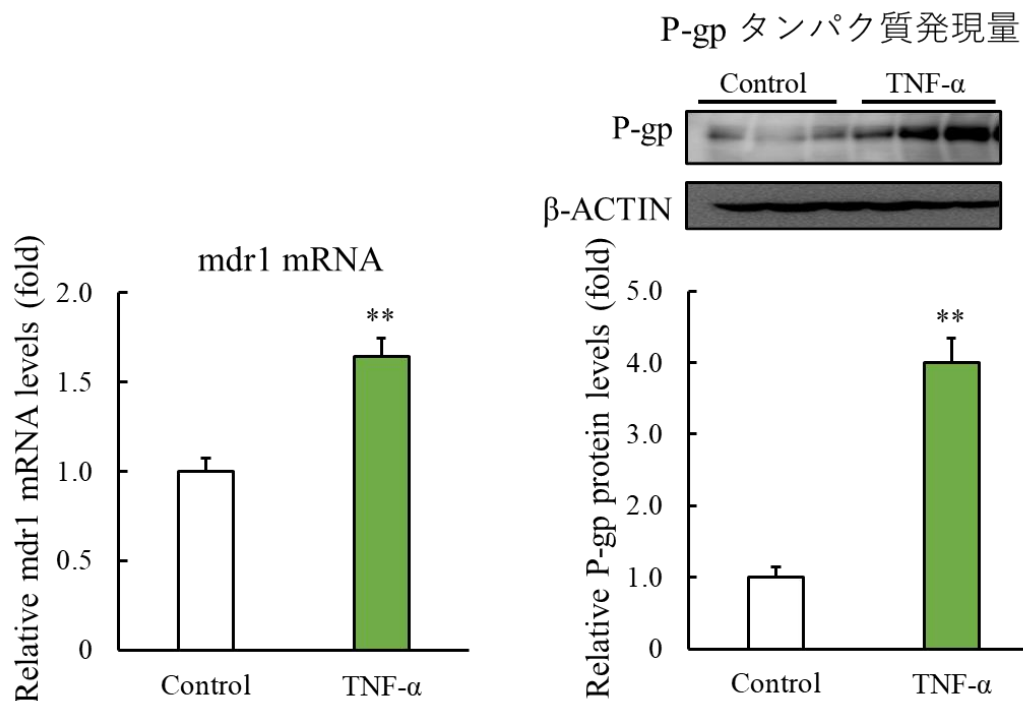 P-gp タンパク質発現量
Control TNF-α
P-gp
β-ACTIN
mdr1 mRNA
Relative mdr1 mRNA levels (fold)
2.0
1.5
1.0
0.5
0
**
Control TNF-α
Relative P-gp protein levels (fold)
5.0
4.0
3.0
2.0
1.0
0
**
Control TNF-α